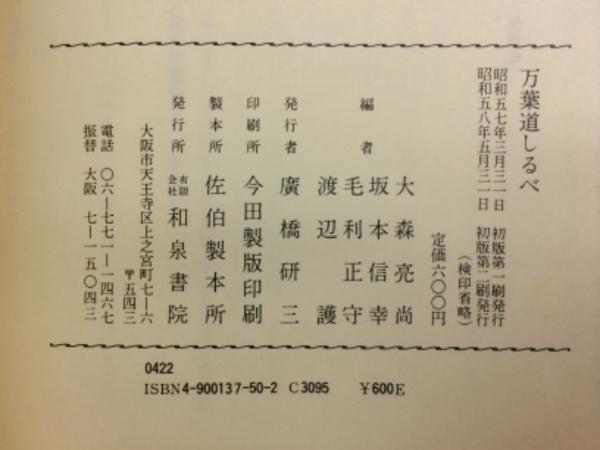 万葉道しるべ
昭和五七年三月三一日　初版第一刷発行
昭和五八年五月三一日　初版第二刷発行
（検印省略）
定価六〇〇円
編者　大森亮尚
坂本信幸
毛利正守
渡辺護
発行者　廣橋研三
印刷所　今田製版印刷
製本所　佐伯製本所
発行所　有限会社　和泉書院
大阪市天王寺区上之宮町七－六
〒五四三
電話　〇六－七七一－一四六七
振替　大阪　七－一五〇四三
0422
ISBN4-900137-50-2 C3095 ￥600E